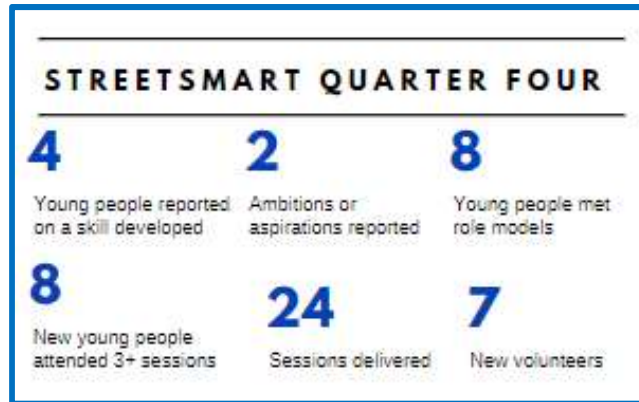 STREETSMART QUARTER FOUR
4
Young people reported
on a skill developed
2
Ambitions or
aspirations reported
8
Young people met
role models
8
New young people
attended 3+ sessions
24
Sessions delivered
7
New volunteers